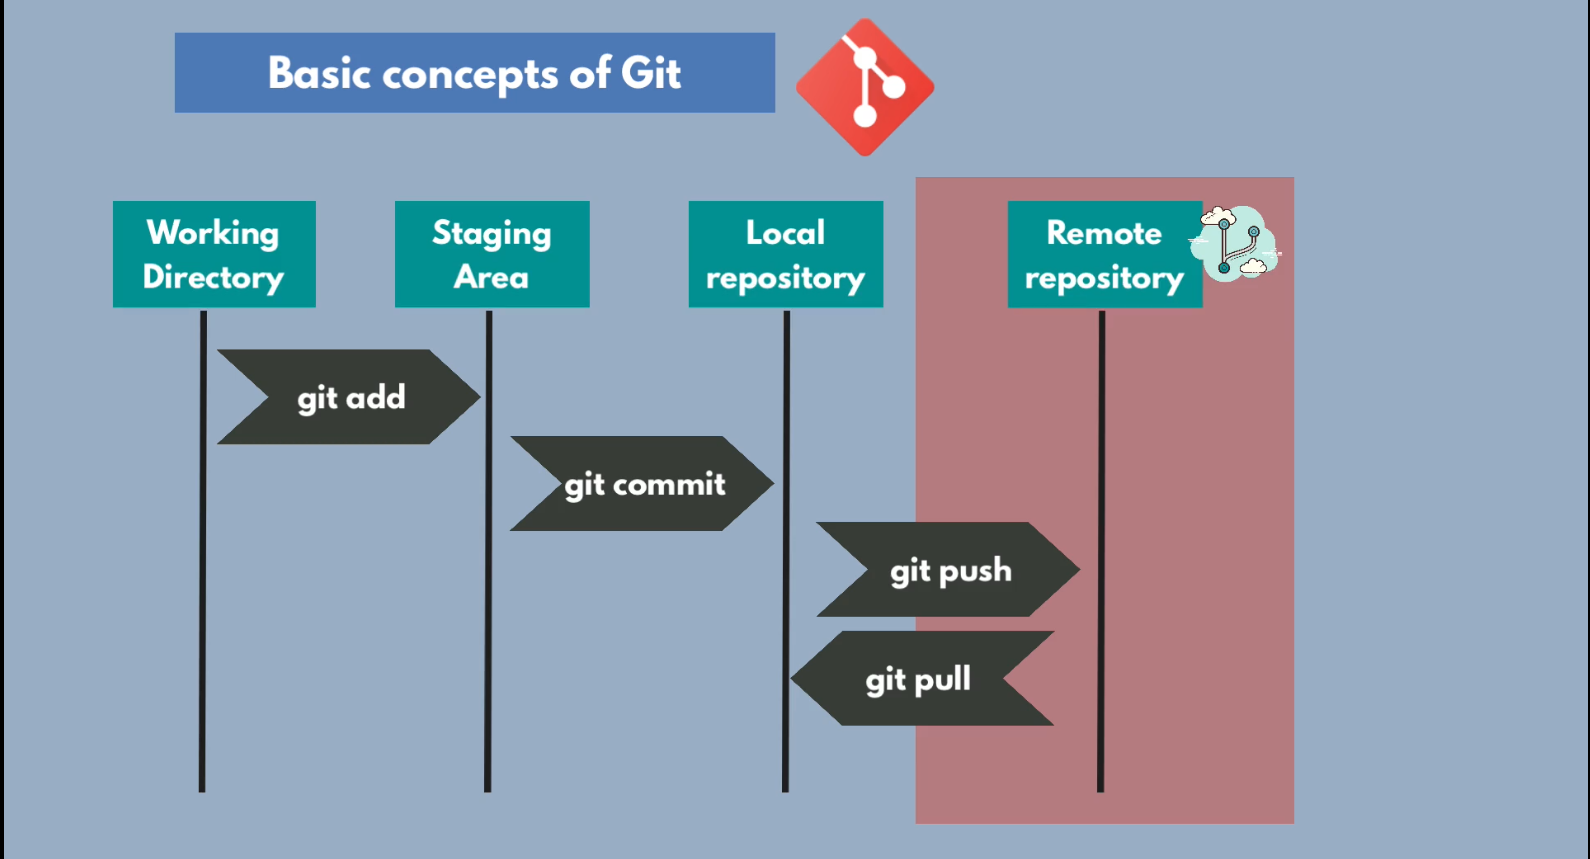 Basic concepts of Git
Working
Directory
Staging
Area
Local
repository
Remote
repository
git add
git commit
git push
git pull